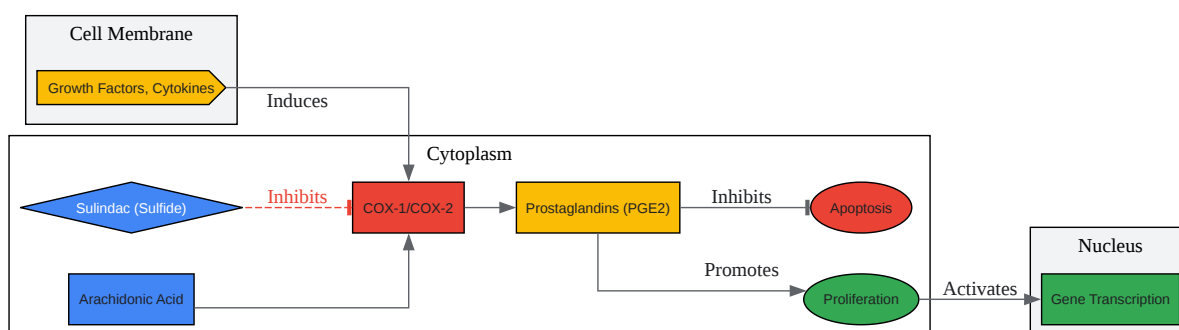 Cell Membrane
Growth Factors, Cytokines
Induces
Cytoplasm
Sulindac (Sulfide)
Inhibits
COX-1/COX-2
Prostaglandins (PGE2)
Inhibits
Apoptosis
Arachidonic Acid
Promotes
Proliferation
Activates
Nucleus
Gene Transcription